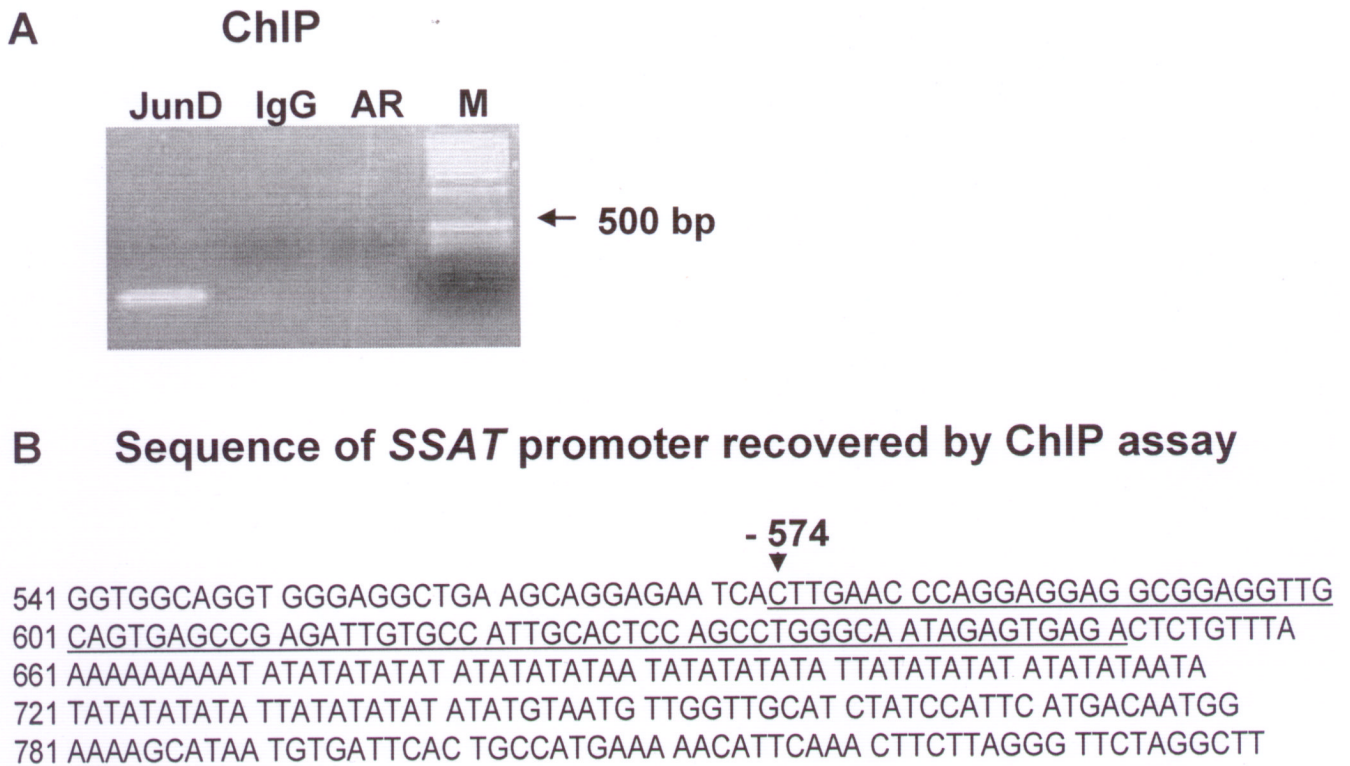 A ChIP
JunD IgG AR M
← 500 bp
B Sequence of SSAT promoter recovered by ChIP assay
- 574
541 GGTGGCAGGT GGGAGGCTGA AGCAGGAGAA TCACTTGAAC CCAGGAGGAG GCGGAGGTTG
601 CAGTGAGCCG AGATTGTGCC ATTGCACTCC AGCCTGGGCA ATAGAGTGAG ACTCTGTTTA
661 AAAAAAAAAT ATATATATAT ATATATATAA TATATATATA TTATATATAT ATATATAATA
721 TATATATATA TTATATATAT ATATGTAATG TTGGTTGCAT CTATCCATTC ATGACAATGG
781 AAAAGCATAA TGTGATTCAC TGCCATGAAA AACATTCAAA CTTCTTAGGG TTCTAGGCTT